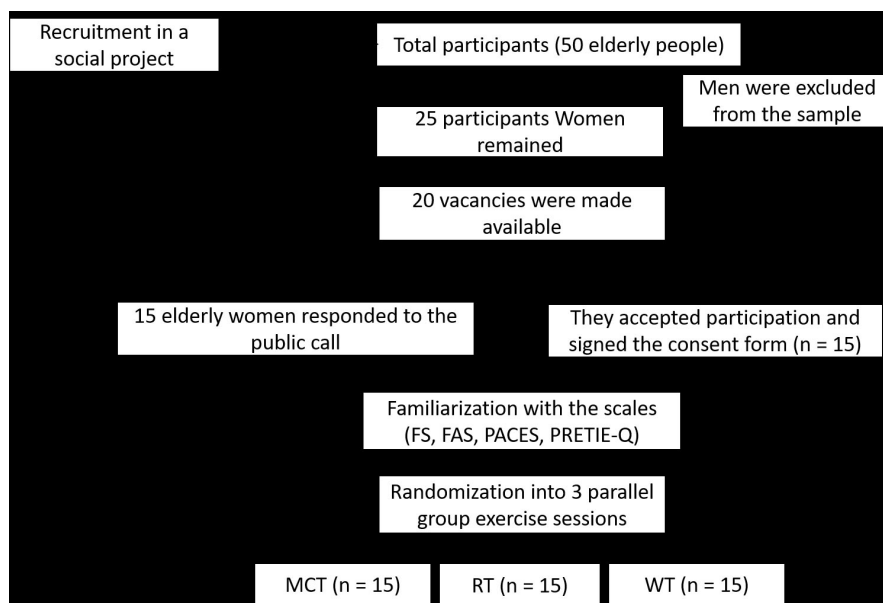 Recruitment in a
social project
Total participants (50 elderly people)
Men were excluded
from the sample
25 participants Women
remained
20 vacancies were made
available
15 elderly women responded to the
public call
They accepted participation and
signed the consent form (n = 15)
Familiarization with the scales
(FS, FAS, PACES, PRETIE-Q)
Randomization into 3 parallel
group exercise sessions
MCT (n = 15)
RT (n = 15)
WT (n = 15)